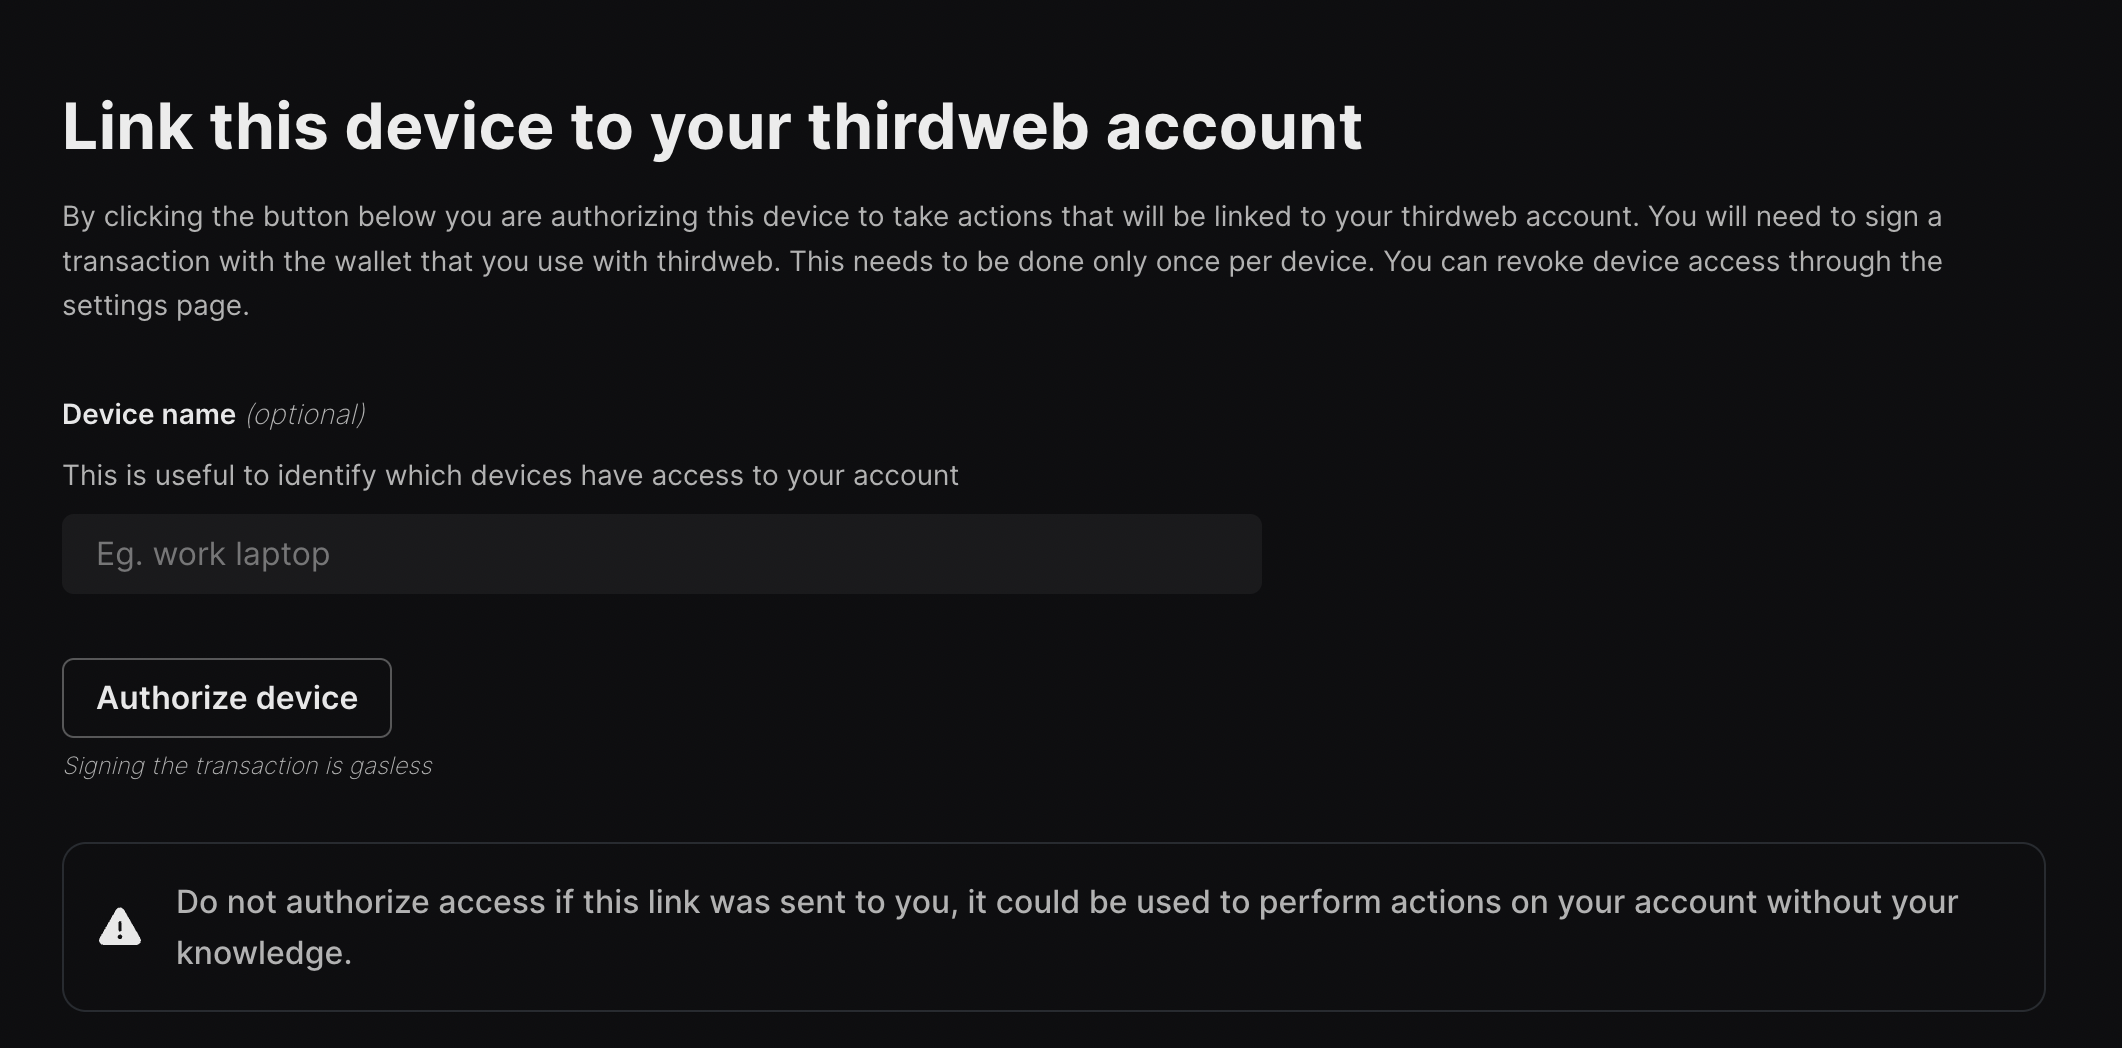 Link this device to your thirdweb account
By clicking the button below you are authorizing this device to take actions that will be linked to your thirdweb account. You will need to sign a
transaction with the wallet that you use with thirdweb. This needs to be done only once per device. You can revoke device access through the
settings page.
Device name (optional)
This is useful to identify which devices have access to your account
Eg. work laptop
Authorize device
Signing the transaction is gasless
Do not authorize access if this link was sent to you, it could be used to perform actions on your account without your
knowledge.